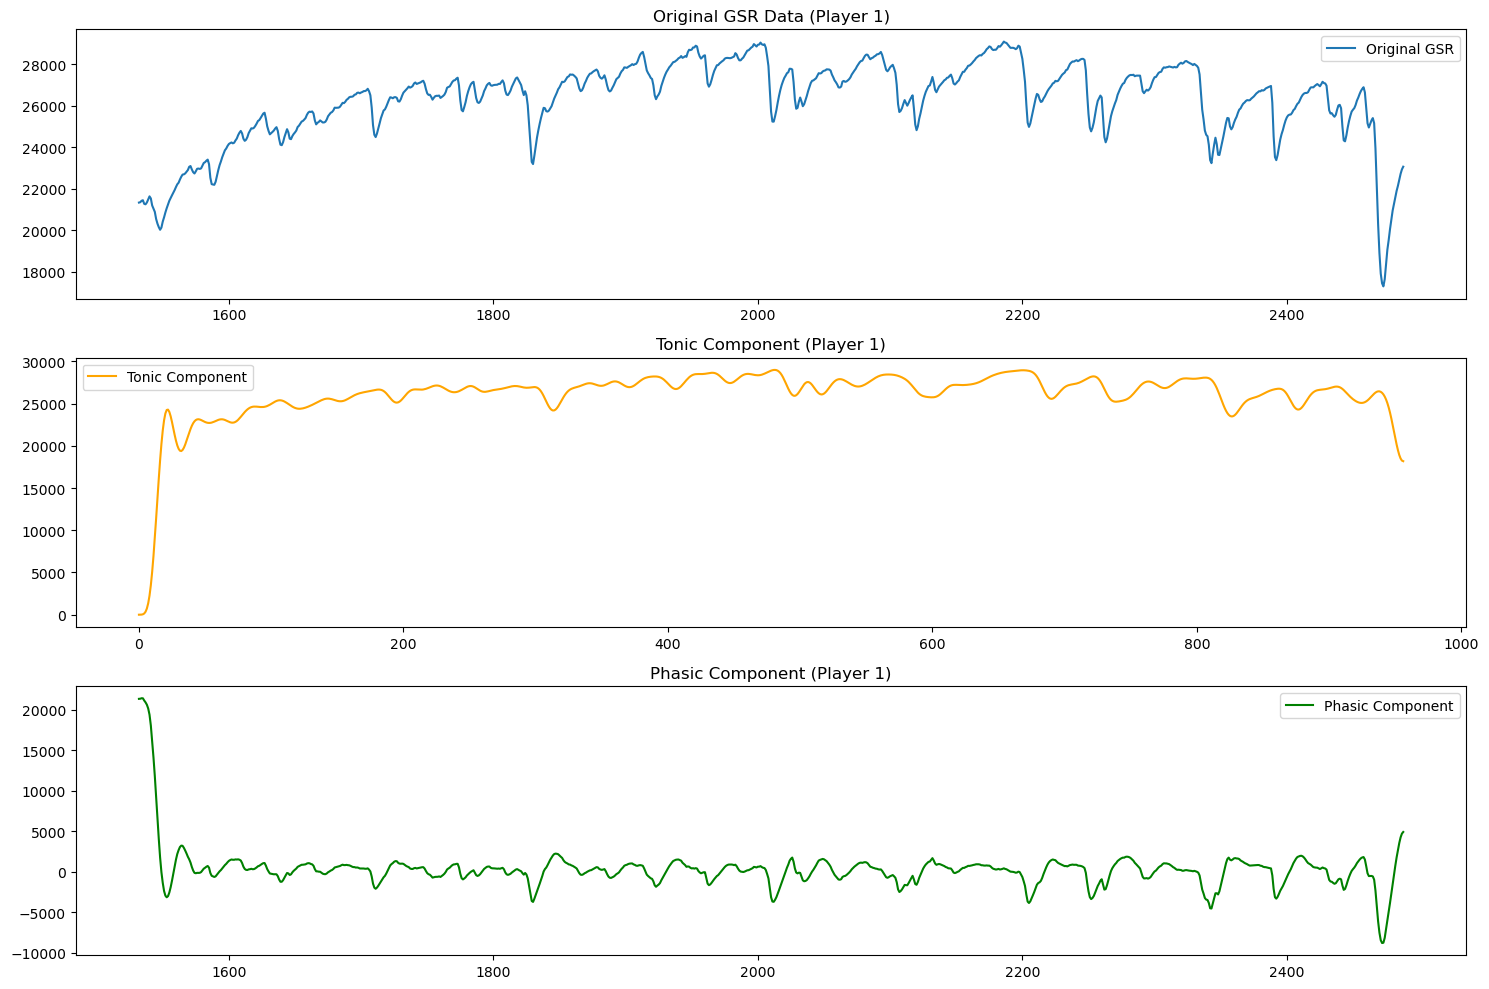 Original GSR Data (Player 1)
Original GSR
28000
26000
24000
22000
20000
18000
1600 1800 2000 2200 2400
Tonic Component (Player 1)
Tonic Component
30000
25000
20000
15000
10000
5000
0
0 200 400 600 800 1000
Phasic Component (Player 1)
Phasic Component
20000
15000
10000
5000
0
−5000
−10000
1600 1800 2000 2200 2400